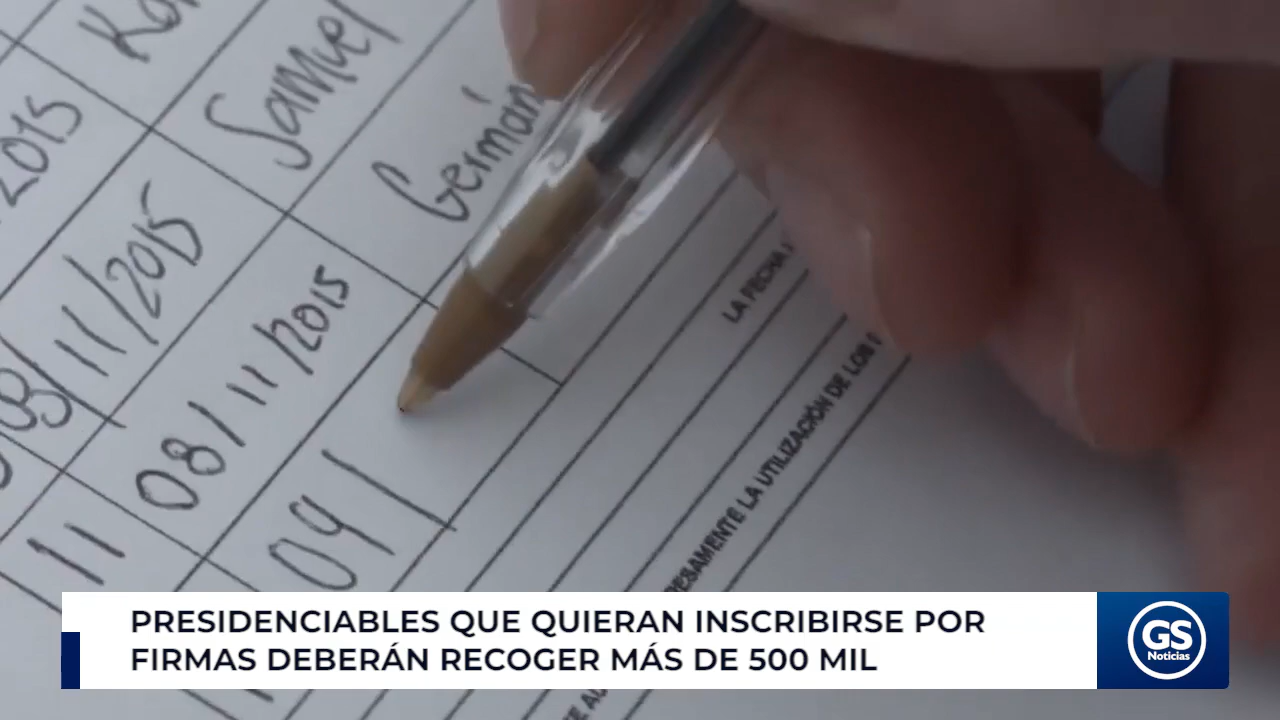 2015
Samuel
11/2015
Germán
08/11/2015
11
09/
LA FECHA
ESAMENTE LA UTILIZACIÓN DE LOS
PRESIDENCIABLES QUE QUIERAN INSCRIBIRSE POR
FIRMAS DEBERÁN RECOGER MÁS DE 500 MIL
GS
Noticias